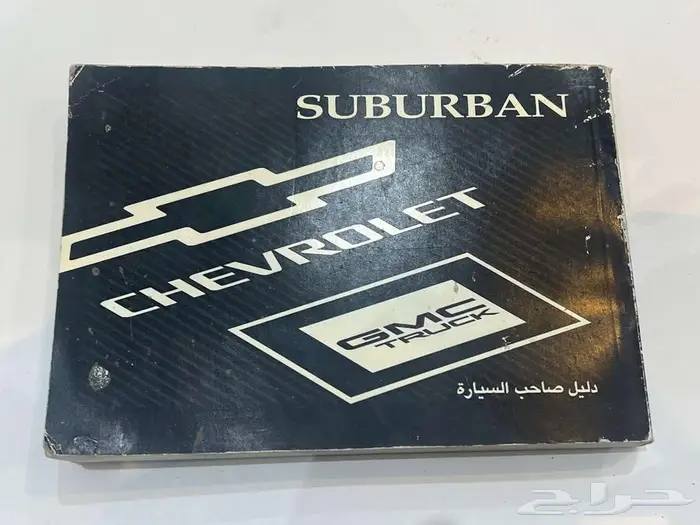 SUBURBAN
CHEVROLET
GMC
TRUCK
دليل صاحب السيارة
حراج